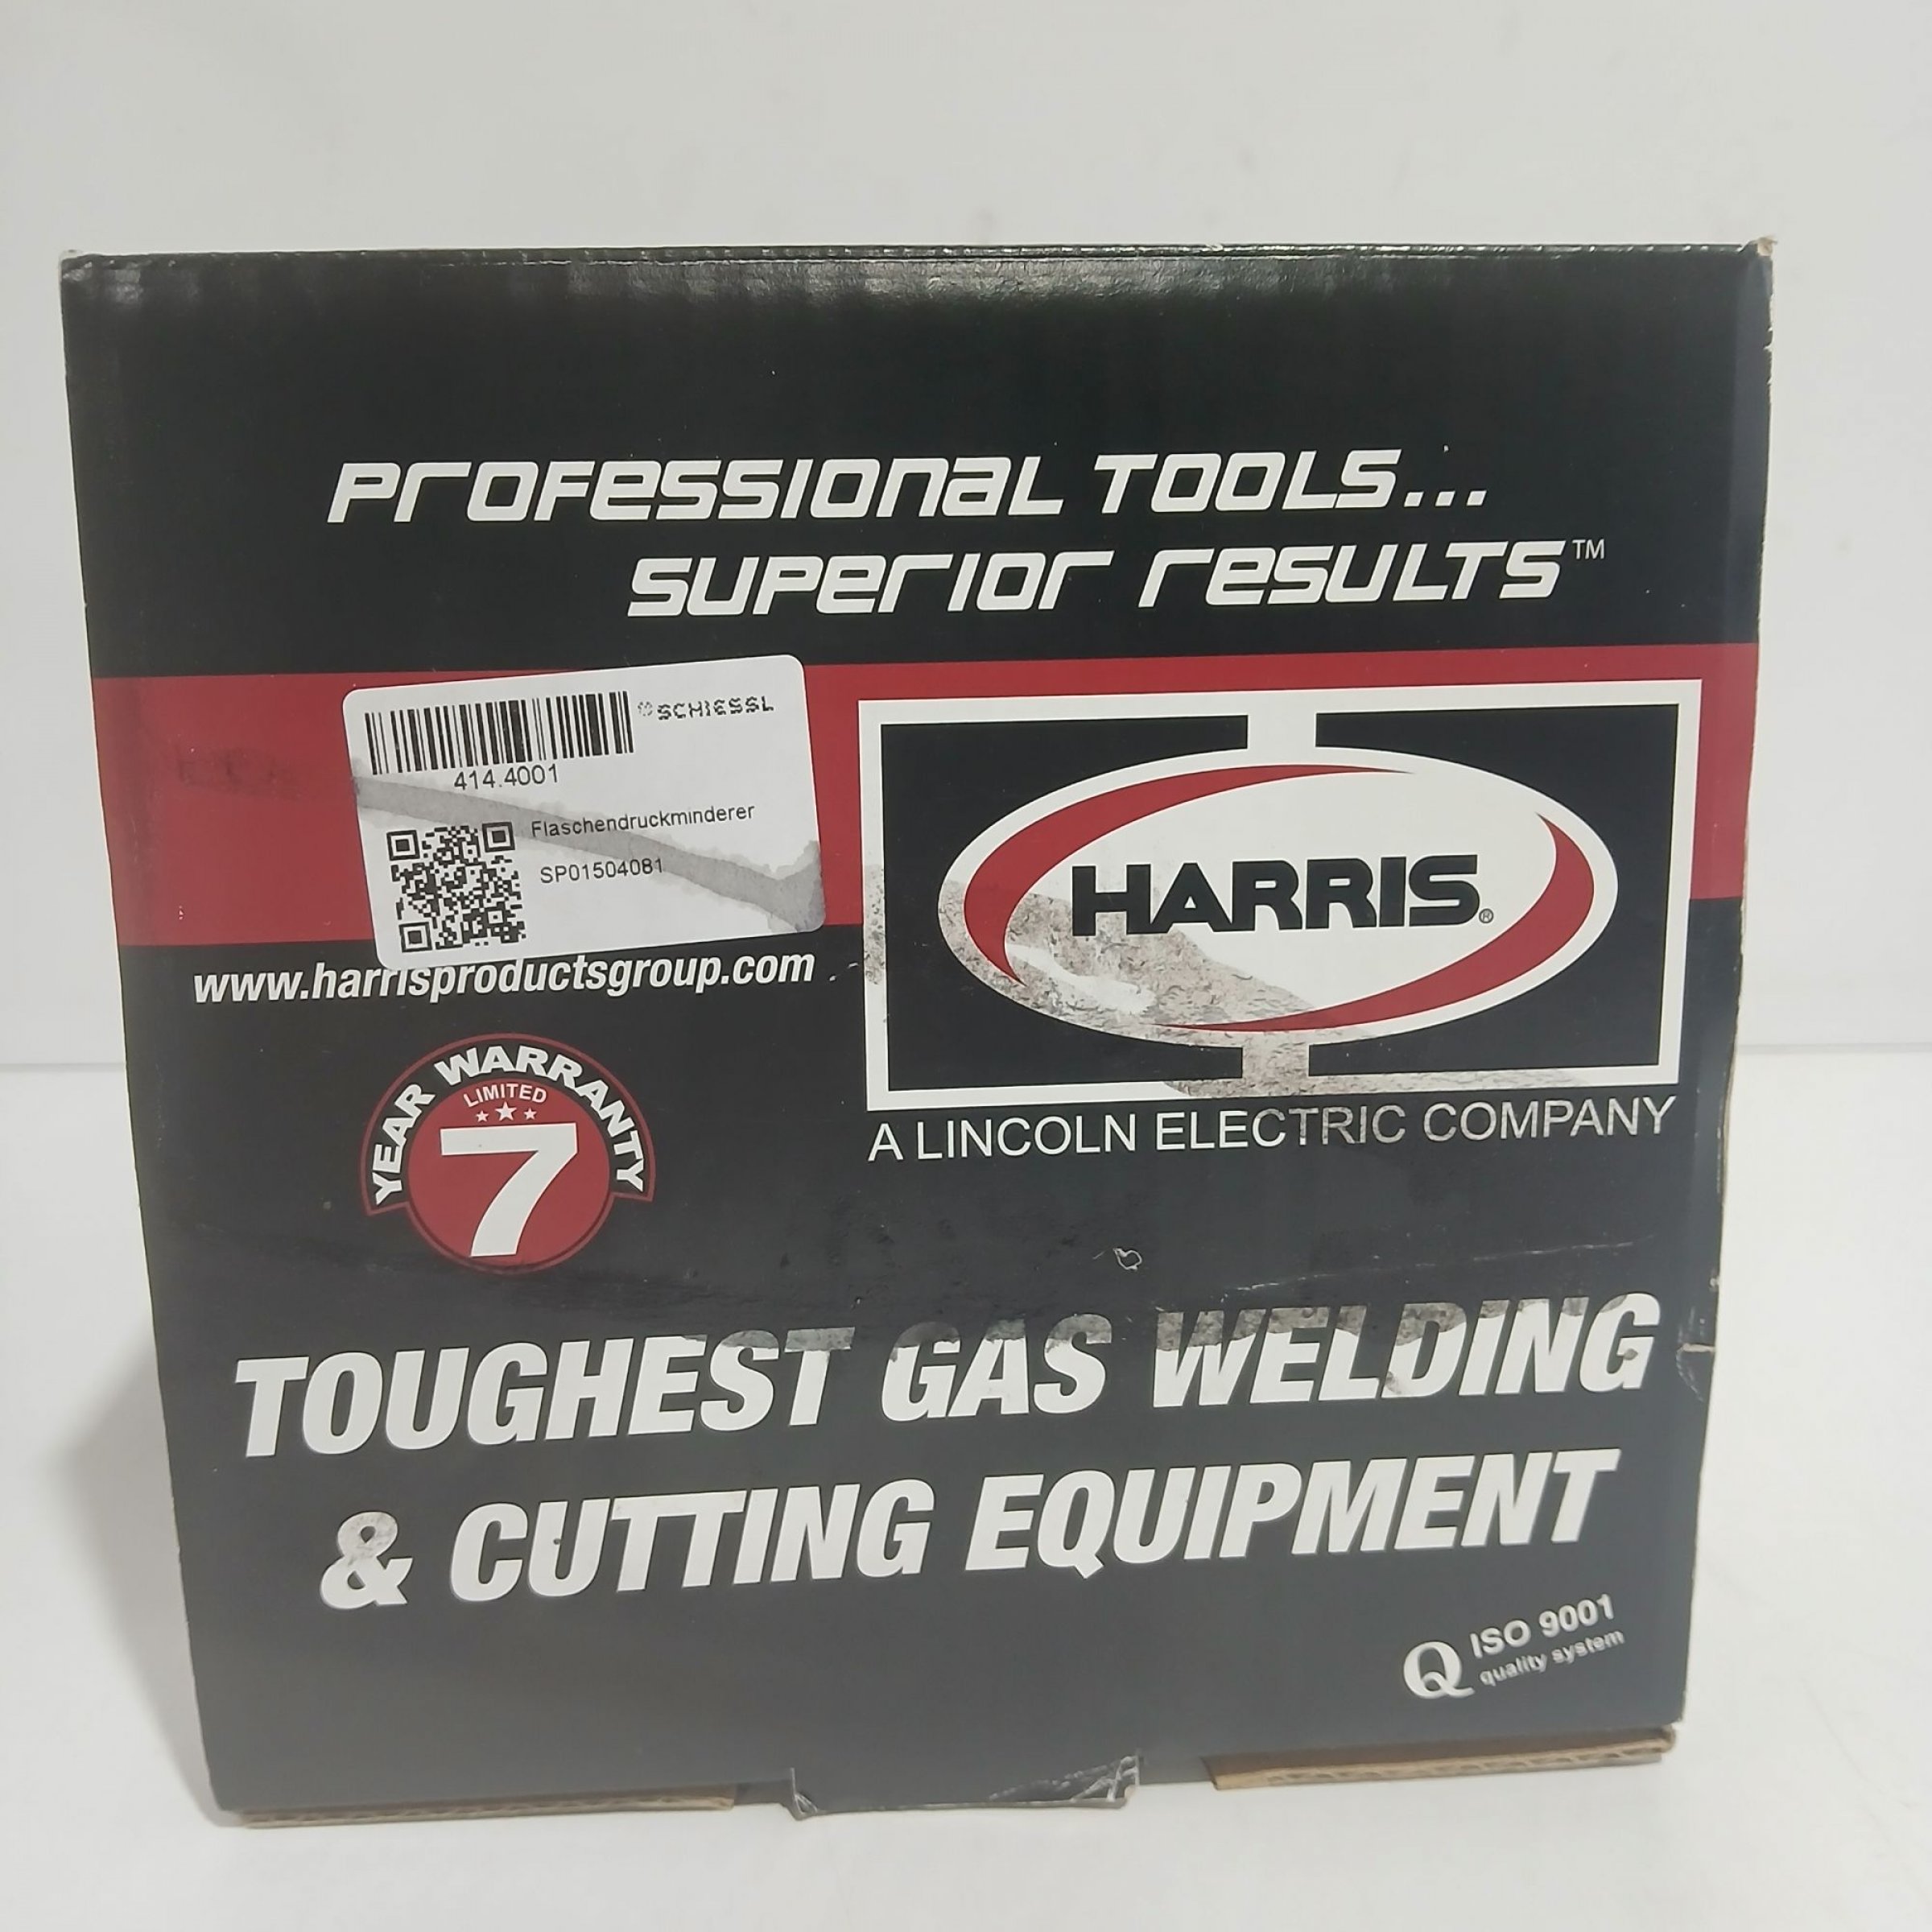 PROFESSIONAL TOOLS...
SUPERIOR RESULTS™
SCHIESSL
414.4001
Flaschendruckminderer
SP01504081
www.harrisproductsgroup.com
HARRIS®
A LINCOLN ELECTRIC COMPANY
YEAR WARRANTY
LIMITED
7
TOUGHEST GAS WELDING
& CUTTING EQUIPMENT
Q ISO 9001
quality system